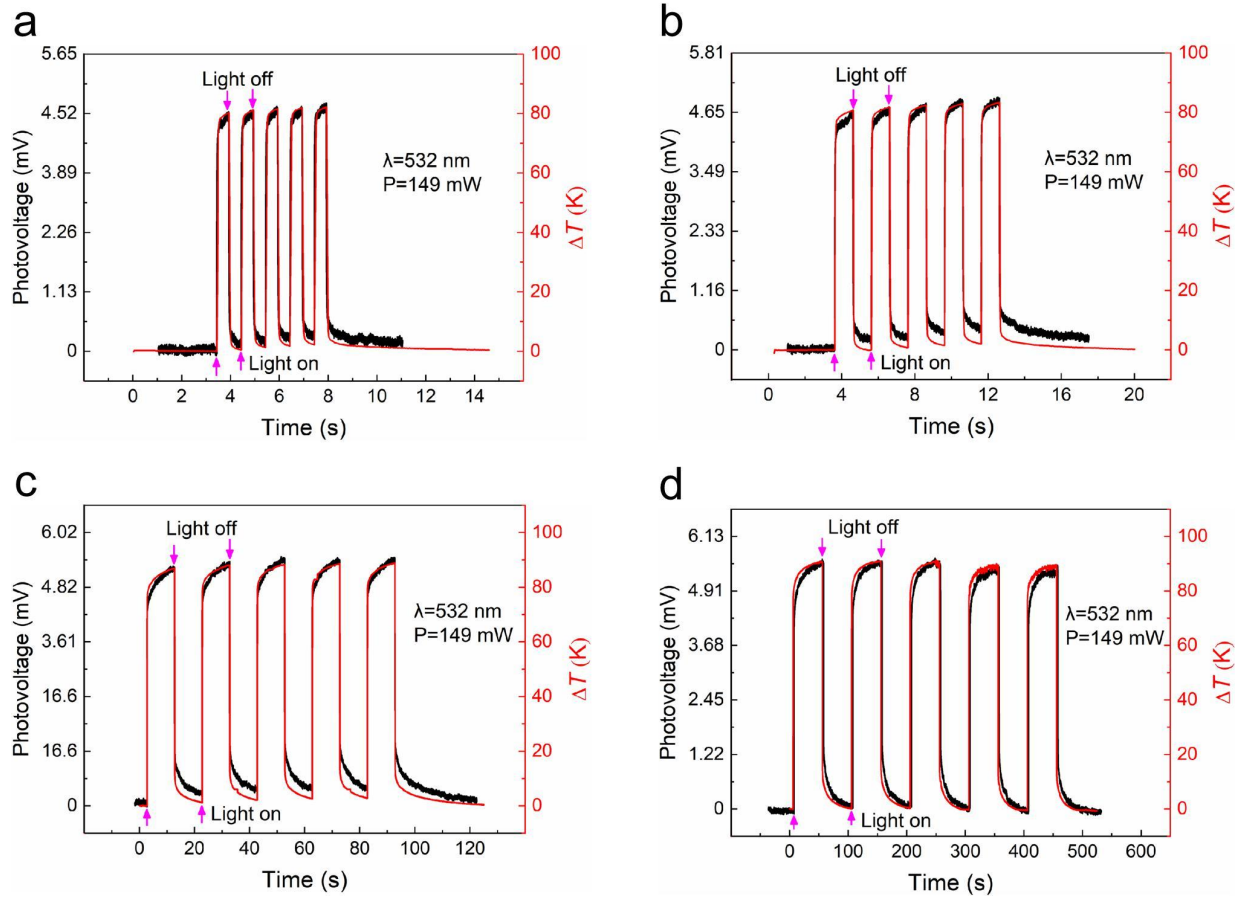 a
5.65
4.52
3.89
2.26
1.13
0
Photovoltage (mV)
Light off
λ=532 nm
P=149 mW
Light on
100
80
60
40
20
0
ΔT (K)
0 2 4 6 8 10 12 14
Time (s)
b
5.81
4.65
3.49
2.33
1.16
0
Photovoltage (mV)
Light off
λ=532 nm
P=149 mW
Light on
100
80
60
40
20
0
ΔT (K)
0 4 8 12 16 20
Time (s)
c
6.02
4.82
3.61
16.6
16.6
0
Photovoltage (mV)
Light off
λ=532 nm
P=149 mW
Light on
100
80
60
40
20
0
ΔT (K)
0 20 40 60 80 100 120
Time (s)
d
6.13
4.91
3.68
2.45
1.22
0
Photovoltage (mV)
Light off
λ=532 nm
P=149 mW
Light on
100
80
60
40
20
0
ΔT (K)
0 100 200 300 400 500 600
Time (s)